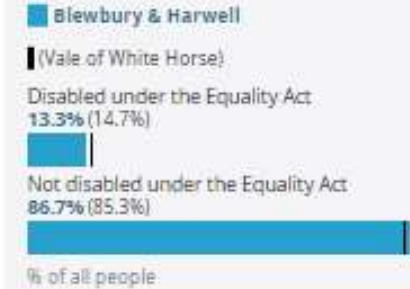 Blewbury & Harwell
(Vale of White Horse)
Disabled under the Equality Act
13.3% (14.7%)
Not disabled under the Equality Act
86.7% (85.3%)
% of all people